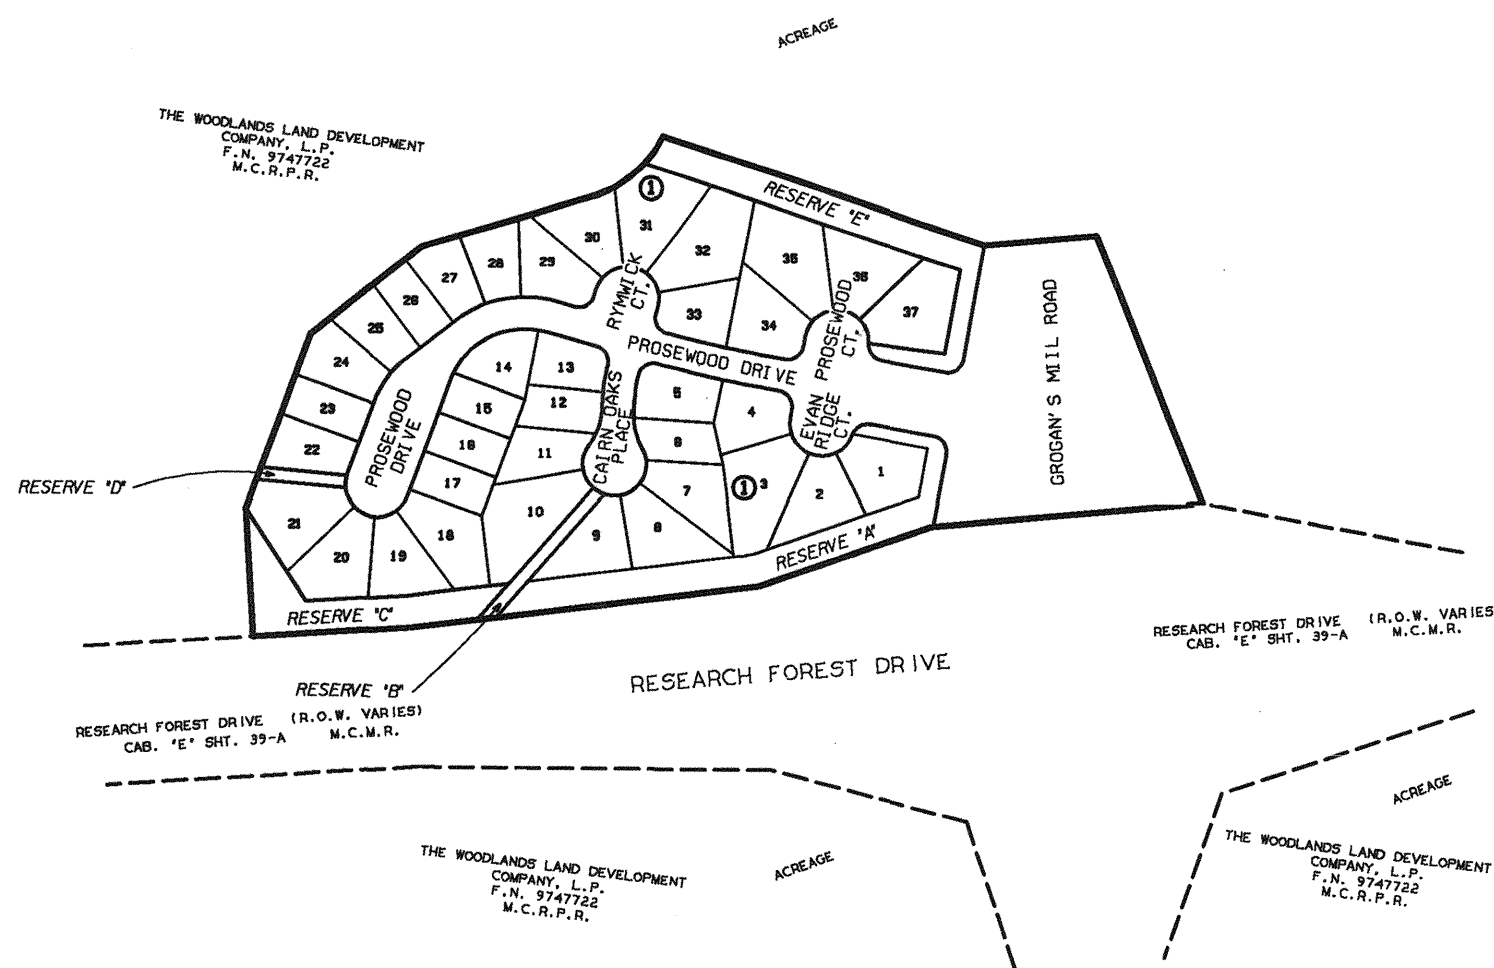 ACREAGE
THE WOODLANDS LAND DEVELOPMENT
COMPANY, L.P.
F.N. 9747722
M.C.R.P.R.
1
RESERVE "E"
31
30
32
35
36
37
29
28
27
26
25
24
23
22
21
20
19
18
17
16
15
14
13
12
11
10
9
8
7
6
5
4
3
2
1
33
34
1
RYMWICK
CT.
PROSEWOOD DRIVE
PROSEWOOD
CT.
EVAN
RIDGE
CT.
CAIRN OAKS
PLACE
PROSEWOOD
DRIVE
GROGAN'S MIIL ROAD
RESERVE "D"
RESERVE "A"
RESERVE "C"
RESERVE "B"
RESEARCH FOREST DRIVE
RESEARCH FOREST DRIVE (R.O.W. VARIES)
CAB. "E" SHT. 39-A M.C.M.R.
RESEARCH FOREST DRIVE (R.O.W. VARIES
CAB. "E" SHT. 39-A M.C.M.R.
ACREAGE
THE WOODLANDS LAND DEVELOPMENT
COMPANY, L.P.
F.N. 9747722
M.C.R.P.R.
ACREAGE
THE WOODLANDS LAND DEVELOPMENT
COMPANY, L.P.
F.N. 9747722
M.C.R.P.R.